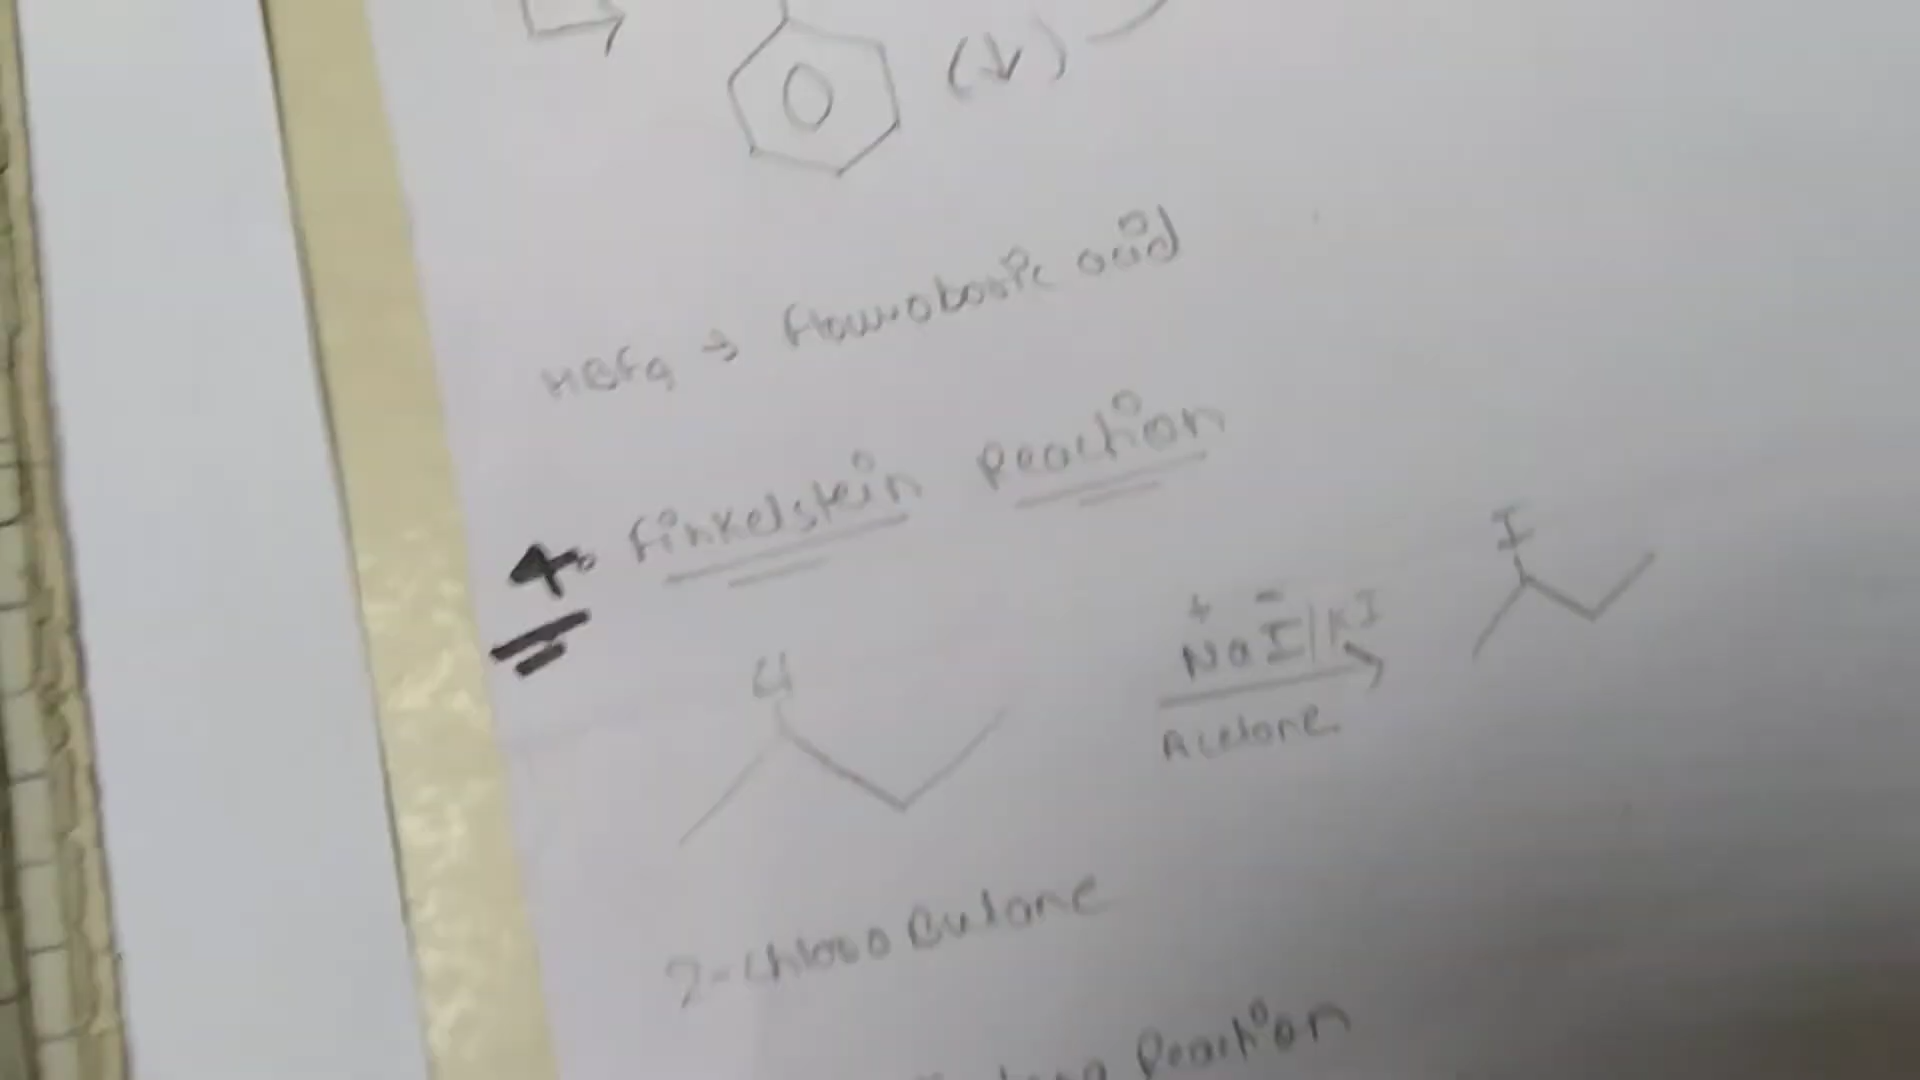 (↓)
HBF4 → flouroboric acid
4. Finkelstein Reaction
Cl
I
+ -
NaI/KI
Acetone
2-chloro Butane
Reaction